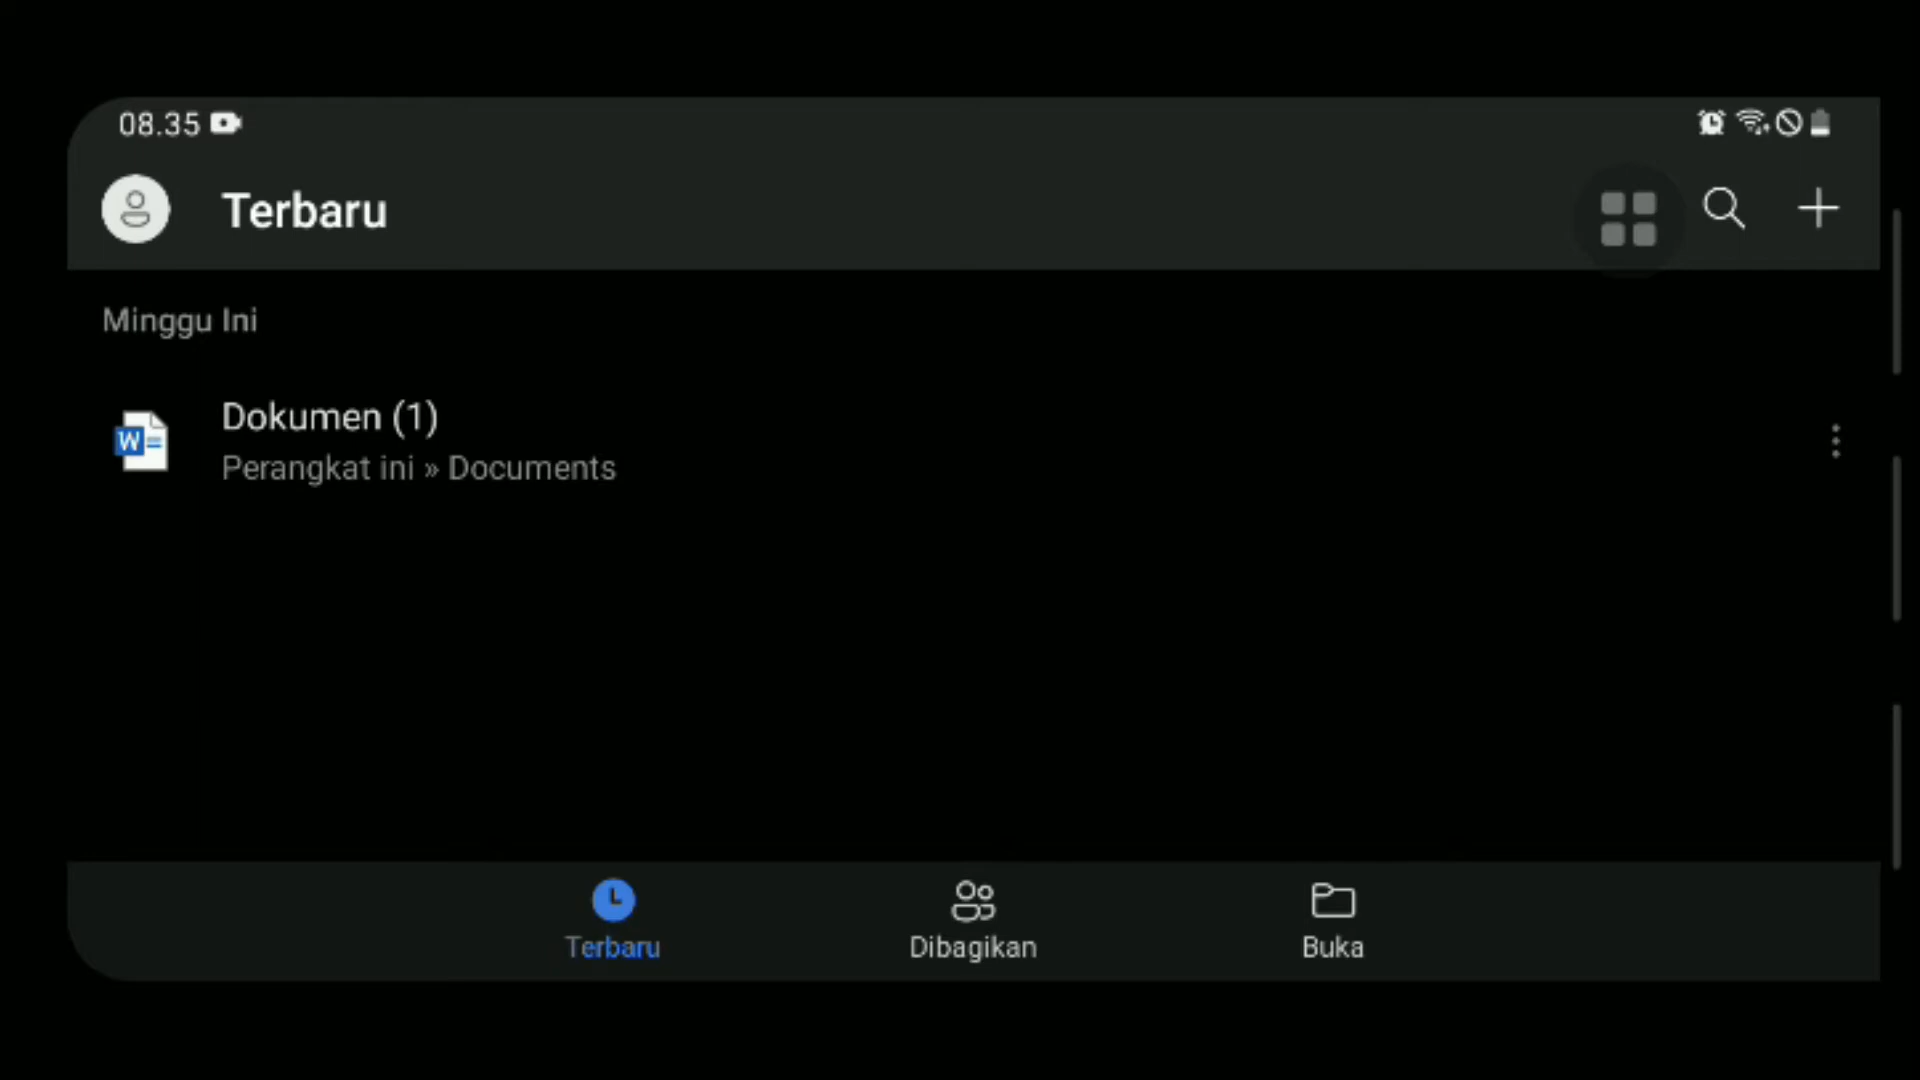 08.35
Terbaru
Minggu Ini
W
Dokumen (1)
Perangkat ini » Documents
Terbaru
Dibagikan
Buka